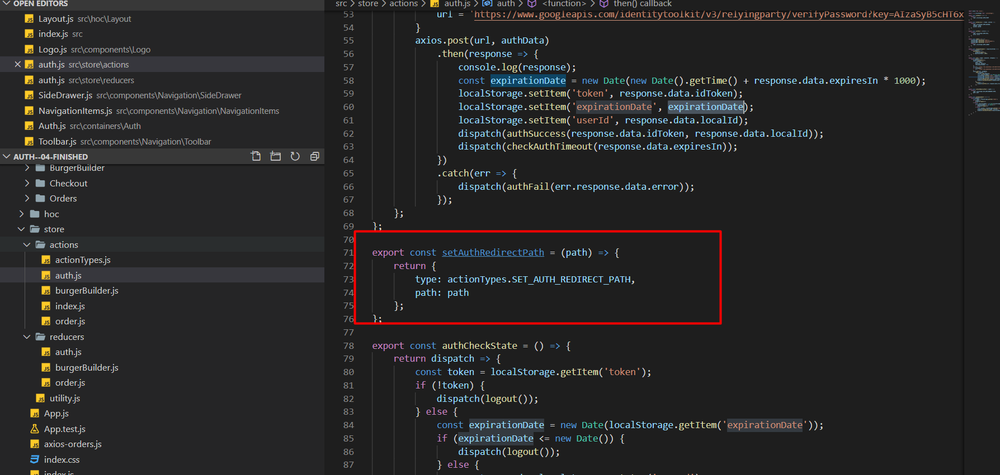 OPEN EDITORS
Layout.js src\hoc\Layout
index.js src
Logo.js src\components\Logo
auth.js src\store\actions
auth.js src\store\reducers
SideDrawer.js src\components\Navigation\SideDrawer
NavigationItems.js src\components\Navigation\NavigationItems
Auth.js src\containers\Auth
Toolbar.js src\components\Navigation\Toolbar
AUTH--04-FINISHED
BurgerBuilder
Checkout
Orders
hoc
store
actions
actionTypes.js
auth.js
burgerBuilder.js
index.js
order.js
reducers
auth.js
burgerBuilder.js
order.js
utility.js
App.js
App.test.js
axios-orders.js
index.css
index.js
src > store > actions > auth.js > auth > <function> > then() callback
53 url = 'https://www.googleapis.com/identitytoolkit/v3/relyingparty/verifyPassword?key=AIzaSyB5cHT6x
54 }
55 axios.post(url, authData)
56 .then(response => {
57 console.log(response);
58 const expirationDate = new Date(new Date().getTime() + response.data.expiresIn * 1000);
59 localStorage.setItem('token', response.data.idToken);
60 localStorage.setItem('expirationDate', expirationDate);
61 localStorage.setItem('userId', response.data.localId);
62 dispatch(authSuccess(response.data.idToken, response.data.localId));
63 dispatch(checkAuthTimeout(response.data.expiresIn));
64 })
65 .catch(err => {
66 dispatch(authFail(err.response.data.error));
67 });
68 };
69 };
70
71 export const setAuthRedirectPath = (path) => {
72 return {
73 type: actionTypes.SET_AUTH_REDIRECT_PATH,
74 path: path
75 };
76 };
77
78 export const authCheckState = () => {
79 return dispatch => {
80 const token = localStorage.getItem('token');
81 if (!token) {
82 dispatch(logout());
83 } else {
84 const expirationDate = new Date(localStorage.getItem('expirationDate'));
85 if (expirationDate <= new Date()) {
86 dispatch(logout());
87 } else {